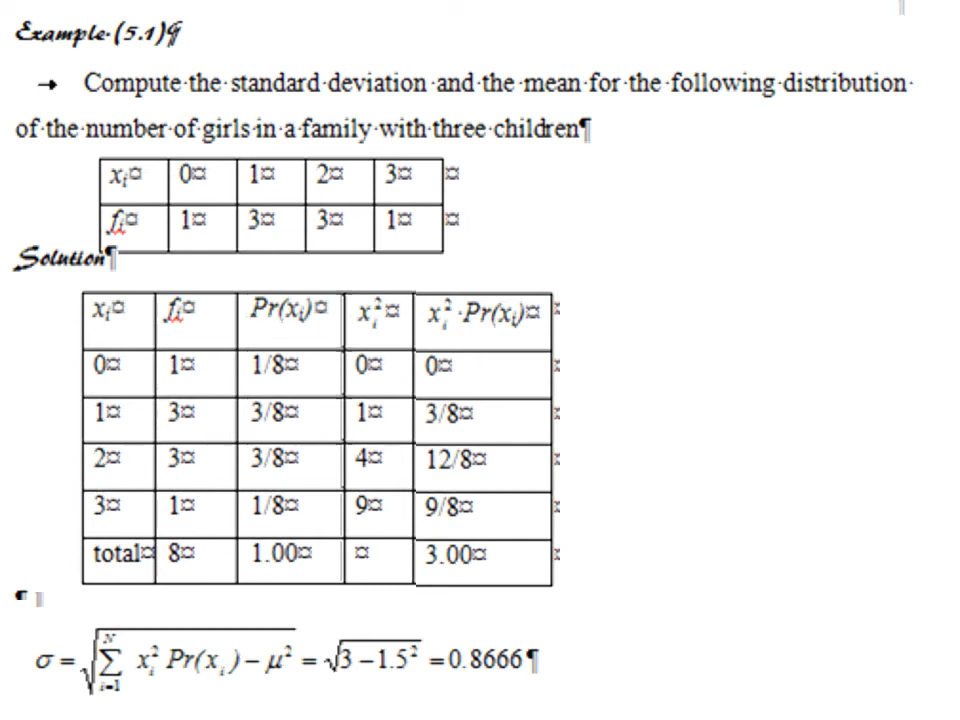 Example (5.1)¶
→ Compute·the·standard·deviation·and·the·mean·for·the·following·distribution·
of·the·number·of·girls·in·a·family·with·three·children¶
xᵢ¤ 0¤ 1¤ 2¤ 3¤ ¤
fᵢ¤ 1¤ 3¤ 3¤ 1¤ ¤
Solution¶
xᵢ¤ fᵢ¤ Pr(xᵢ)¤ xᵢ²¤ xᵢ²·Pr(xᵢ)¤ ¤
0¤ 1¤ 1/8¤ 0¤ 0¤ ¤
1¤ 3¤ 3/8¤ 1¤ 3/8¤ ¤
2¤ 3¤ 3/8¤ 4¤ 12/8¤ ¤
3¤ 1¤ 1/8¤ 9¤ 9/8¤ ¤
total¤ 8¤ 1.00¤ ¤ 3.00¤ ¤
¶
σ = √(∑ᵢ₌₁ᴺ xᵢ² Pr(xᵢ) − μ²) = √(3 − 1.5²) = 0.8666¶